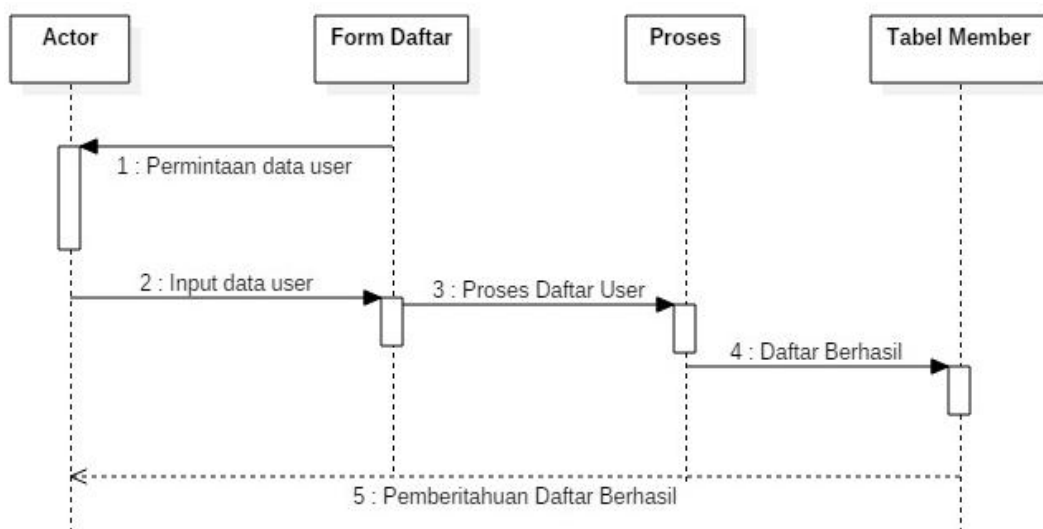 Actor
Form Daftar
Proses
Tabel Member
1 : Permintaan data user
2 : Input data user
3 : Proses Daftar User
4 : Daftar Berhasil
5 : Pemberitahuan Daftar Berhasil